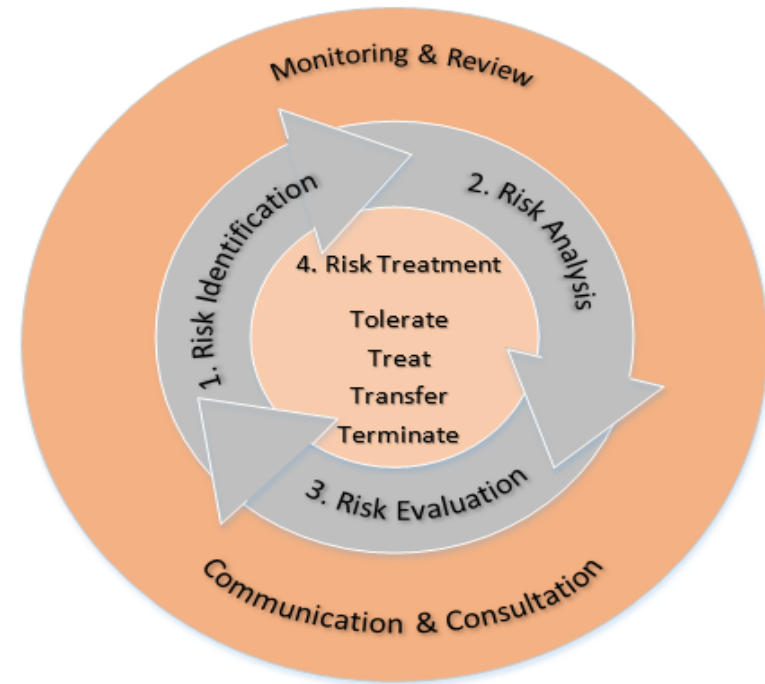 Monitoring & Review
1. Risk Identification
2. Risk Analysis
4. Risk Treatment
Tolerate
Treat
Transfer
Terminate
3. Risk Evaluation
Communication & Consultation